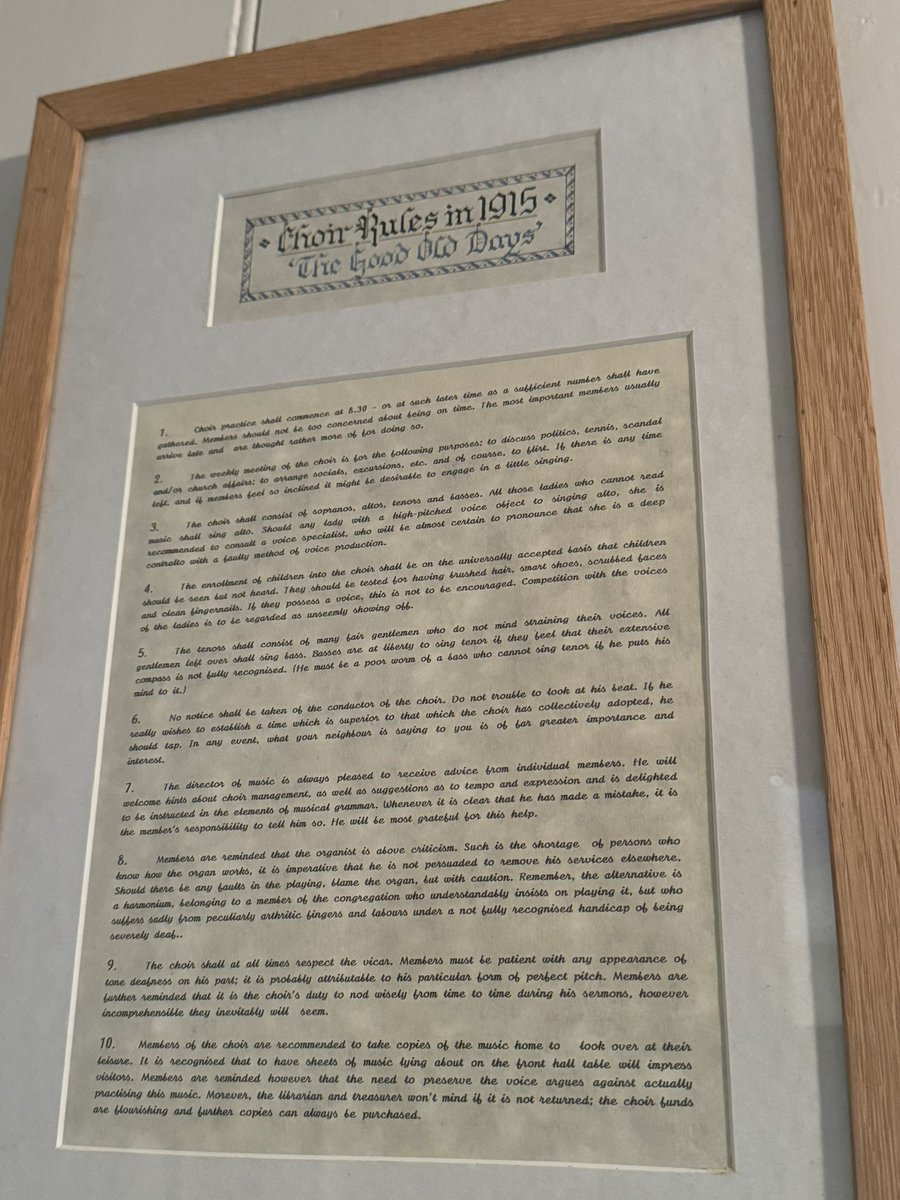 Choir Rules in 1915
'The Good Old Days'
1. Choir practice shall commence at 8.30 - or at such later time as a sufficient number shall have
gathered. Members should not be too concerned about being on time. The most important members usually
arrive late and are thought rather more of for doing so.
2. The weekly meeting of the choir is for the following purposes; to discuss politics, tennis, scandal
and/or church affairs; to arrange socials, excursions, etc. and of course, to flirt. If there is any time
left, and if members feel so inclined it might be desirable to engage in a little singing.
3. The choir shall consist of sopranos, altos, tenors and basses. All those ladies who cannot read
music shall sing alto. Should any lady with a high-pitched voice object to singing alto, she is
recommended to consult a voice specialist, who will be almost certain to pronounce that she is a deep
contralto with a faulty method of voice production.
4. The enrollment of children into the choir shall be on the universally accepted basis that children
should be seen but not heard. They should be tested for having brushed hair, smart shoes, scrubbed faces
and clean fingernails. If they possess a voice, this is not to be encouraged. Competition with the voices
of the ladies is to be regarded as unseemly showing off.
5. The tenors shall consist of many fair gentlemen who do not mind straining their voices. All
gentlemen left over shall sing bass. Basses are at liberty to sing tenor if they feel that their extensive
compass is not fully recognised. (He must be a poor worm of a bass who cannot sing tenor if he puts his
mind to it.)
6. No notice shall be taken of the conductor of the choir. Do not trouble to look at his beat. If he
really wishes to establish a time which is superior to that which the choir has collectively adopted, he
should tap. In any event, what your neighbour is saying to you is of far greater importance and
interest.
7. The director of music is always pleased to receive advice from individual members. He will
welcome hints about choir management, as well as suggestions as to tempo and expression and is delighted
to be instructed in the elements of musical grammar. Whenever it is clear that he has made a mistake, it is
the member's responsibility to tell him so. He will be most grateful for this help.
8. Members are reminded that the organist is above criticism. Such is the shortage of persons who
know how the organ works, it is imperative that he is not persuaded to remove his services elsewhere.
Should there be any faults in the playing, blame the organ, but with caution. Remember, the alternative is
a harmonium, belonging to a member of the congregation who understandably insists on playing it, but who
suffers sadly from peculiarly arthritic fingers and labours under a not fully recognised handicap of being
severely deaf..
9. The choir shall at all times respect the vicar. Members must be patient with any appearance of
tone deafness on his part; it is probably attributable to his particular form of perfect pitch. Members are
further reminded that it is the choir's duty to nod wisely from time to time during his sermons, however
incomprehensible they inevitably will seem.
10. Members of the choir are recommended to take copies of the music home to look over at their
leisure. It is recognised that to have sheets of music lying about on the front hall table will impress
visitors. Members are reminded however that the need to preserve the voice argues against actually
practising this music. Morever, the librarian and treasurer won't mind if it is not returned; the choir funds
are flourishing and further copies can always be purchased.